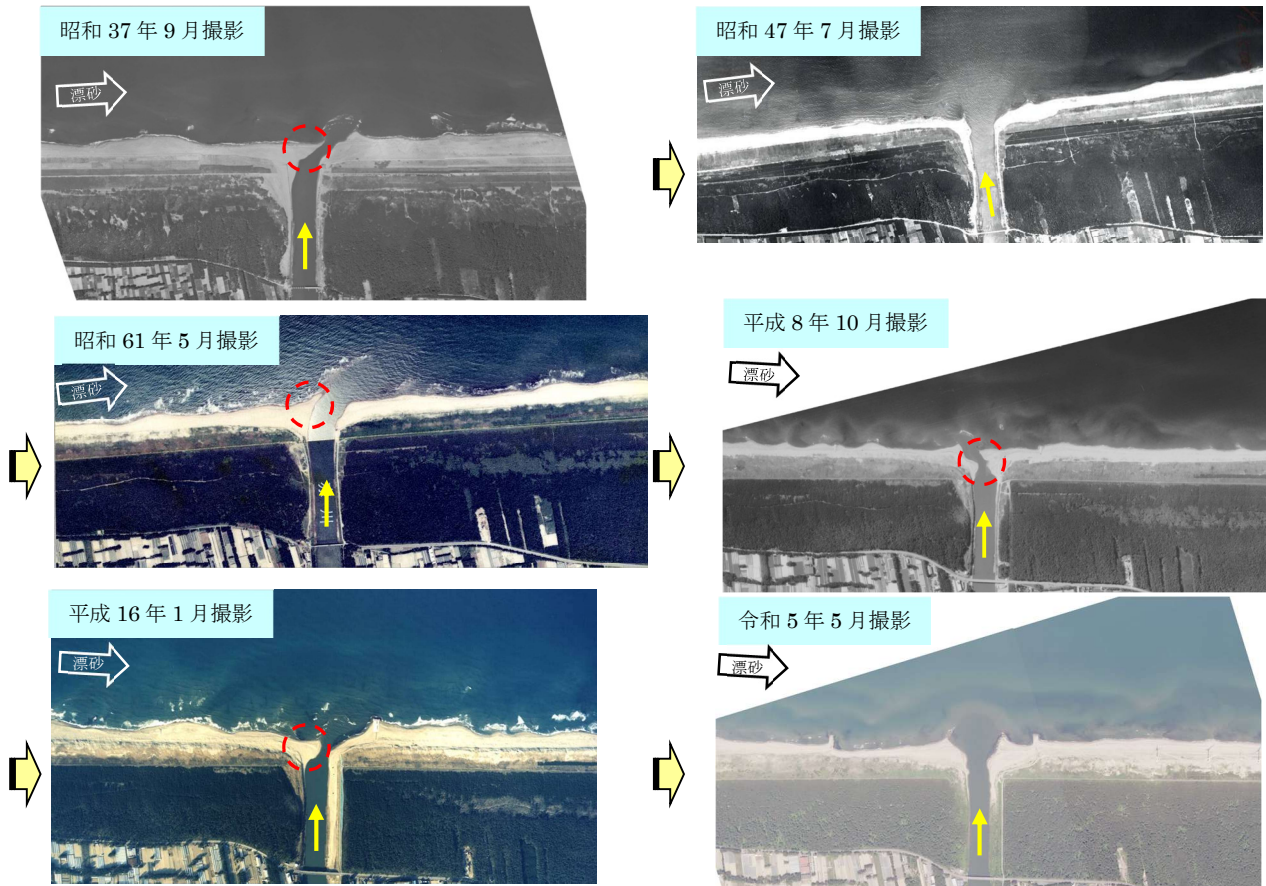 昭和 37 年 9 月撮影
漂砂
昭和 47 年 7 月撮影
漂砂
昭和 61 年 5 月撮影
漂砂
平成 8 年 10 月撮影
漂砂
平成 16 年 1 月撮影
漂砂
令和 5 年 5 月撮影
漂砂